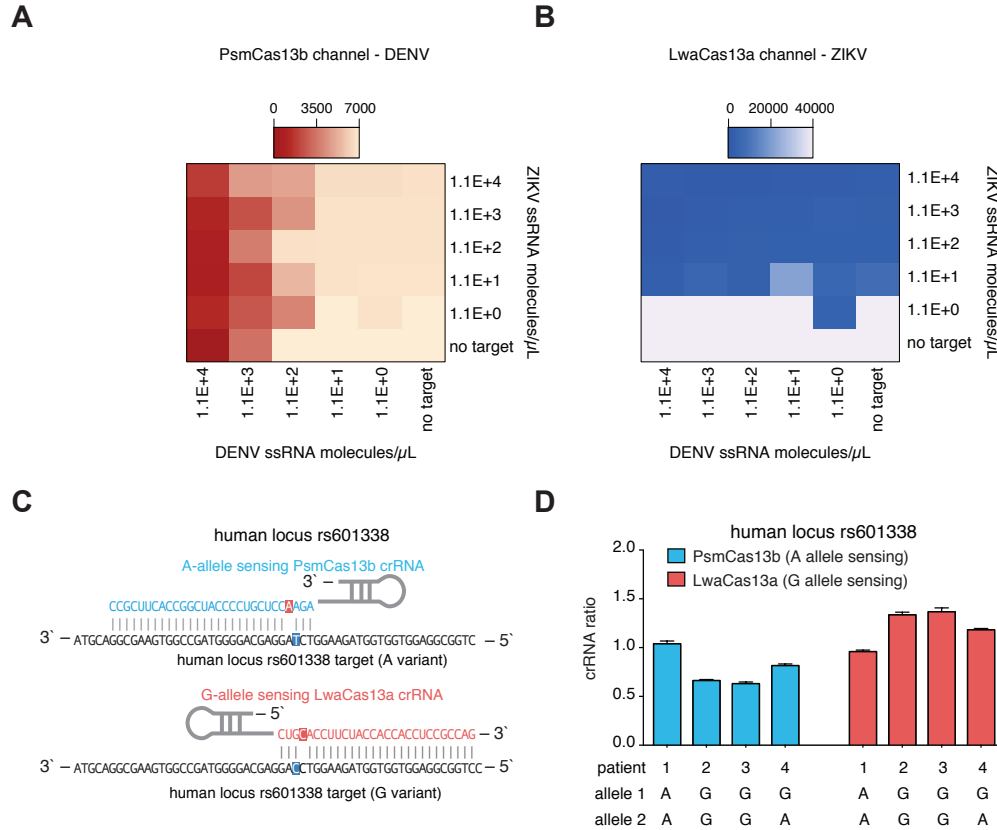 A
PsmCas13b channel - DENV
0 3500 7000
1.1E+4
1.1E+3
1.1E+2
1.1E+1
1.1E+0
no target
ZIKV ssRNA molecules/µL
1.1E+4 1.1E+3 1.1E+2 1.1E+1 1.1E+0 no target
DENV ssRNA molecules/µL
B
LwaCas13a channel - ZIKV
0 20000 40000
1.1E+4
1.1E+3
1.1E+2
1.1E+1
1.1E+0
no target
ZIKV ssRNA molecules/µL
1.1E+4 1.1E+3 1.1E+2 1.1E+1 1.1E+0 no target
DENV ssRNA molecules/µL
C
human locus rs601338
A-allele sensing PsmCas13b crRNA
3`
CCGCUUCACCGGCUACCCCUGCUCCAAGA
3` ATGCAGGCGAAGTGGCCGATGGGGACGAGGATCTGGAAGATGGTGGTGGAGGCGGTC 5`
human locus rs601338 target (A variant)
G-allele sensing LwaCas13a crRNA
5`
CUGCACCUUCUACCACCACCUCCGCCAG 3`
3` ATGCAGGCGAAGTGGCCGATGGGGACGAGGACCTGGAAGATGGTGGTGGAGGCGGTCC 5`
human locus rs601338 target (G variant)
D
human locus rs601338
PsmCas13b (A allele sensing)
LwaCas13a (G allele sensing)
crRNA ratio
2.0
1.5
1.0
0.5
0.0
patient 1 2 3 4 1 2 3 4
allele 1 A G G G A G G G
allele 2 A G G A A G G A